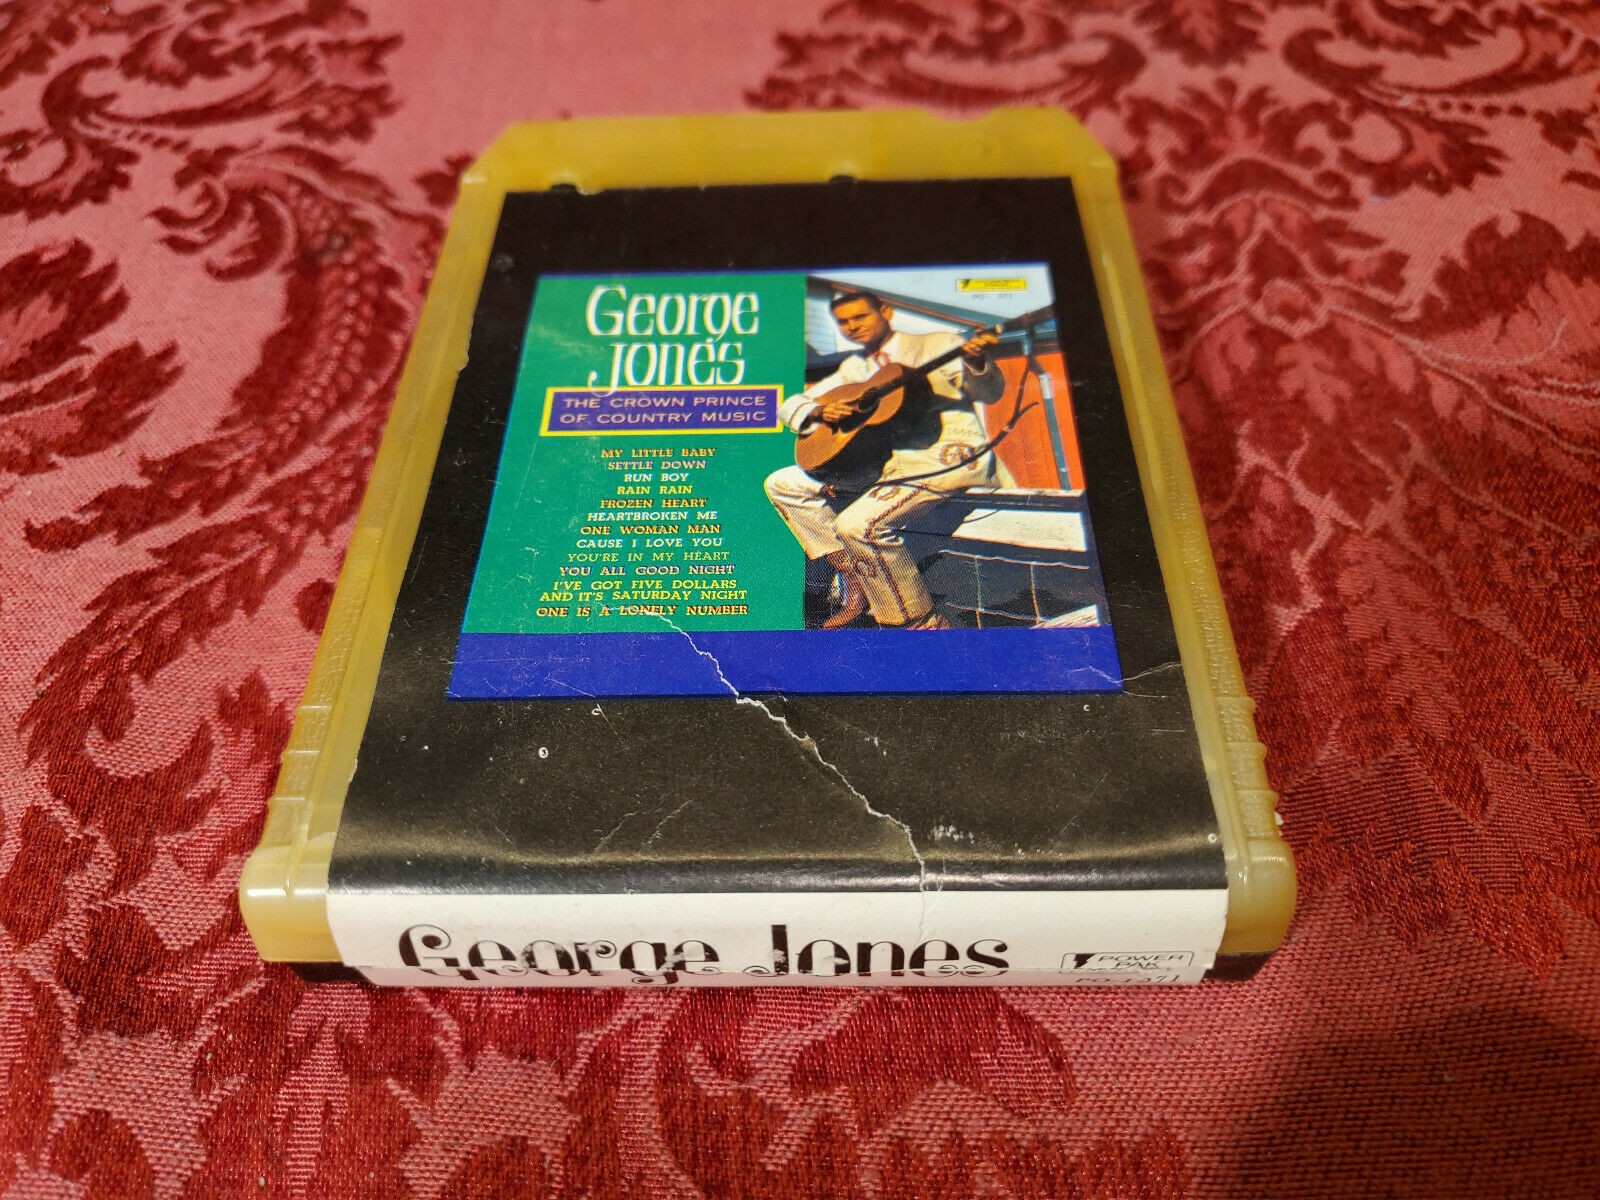 George
Jones
THE CROWN PRINCE
OF COUNTRY MUSIC
MY LITTLE BABY
SETTLE DOWN
RUN BOY
RAIN RAIN
FROZEN HEART
HEARTBROKEN ME
ONE WOMAN MAN
CAUSE I LOVE YOU
YOU'RE IN MY HEART
YOU ALL GOOD NIGHT
I'VE GOT FIVE DOLLARS
AND IT'S SATURDAY NIGHT
ONE IS A LONELY NUMBER
George Jones
POWER
PAK